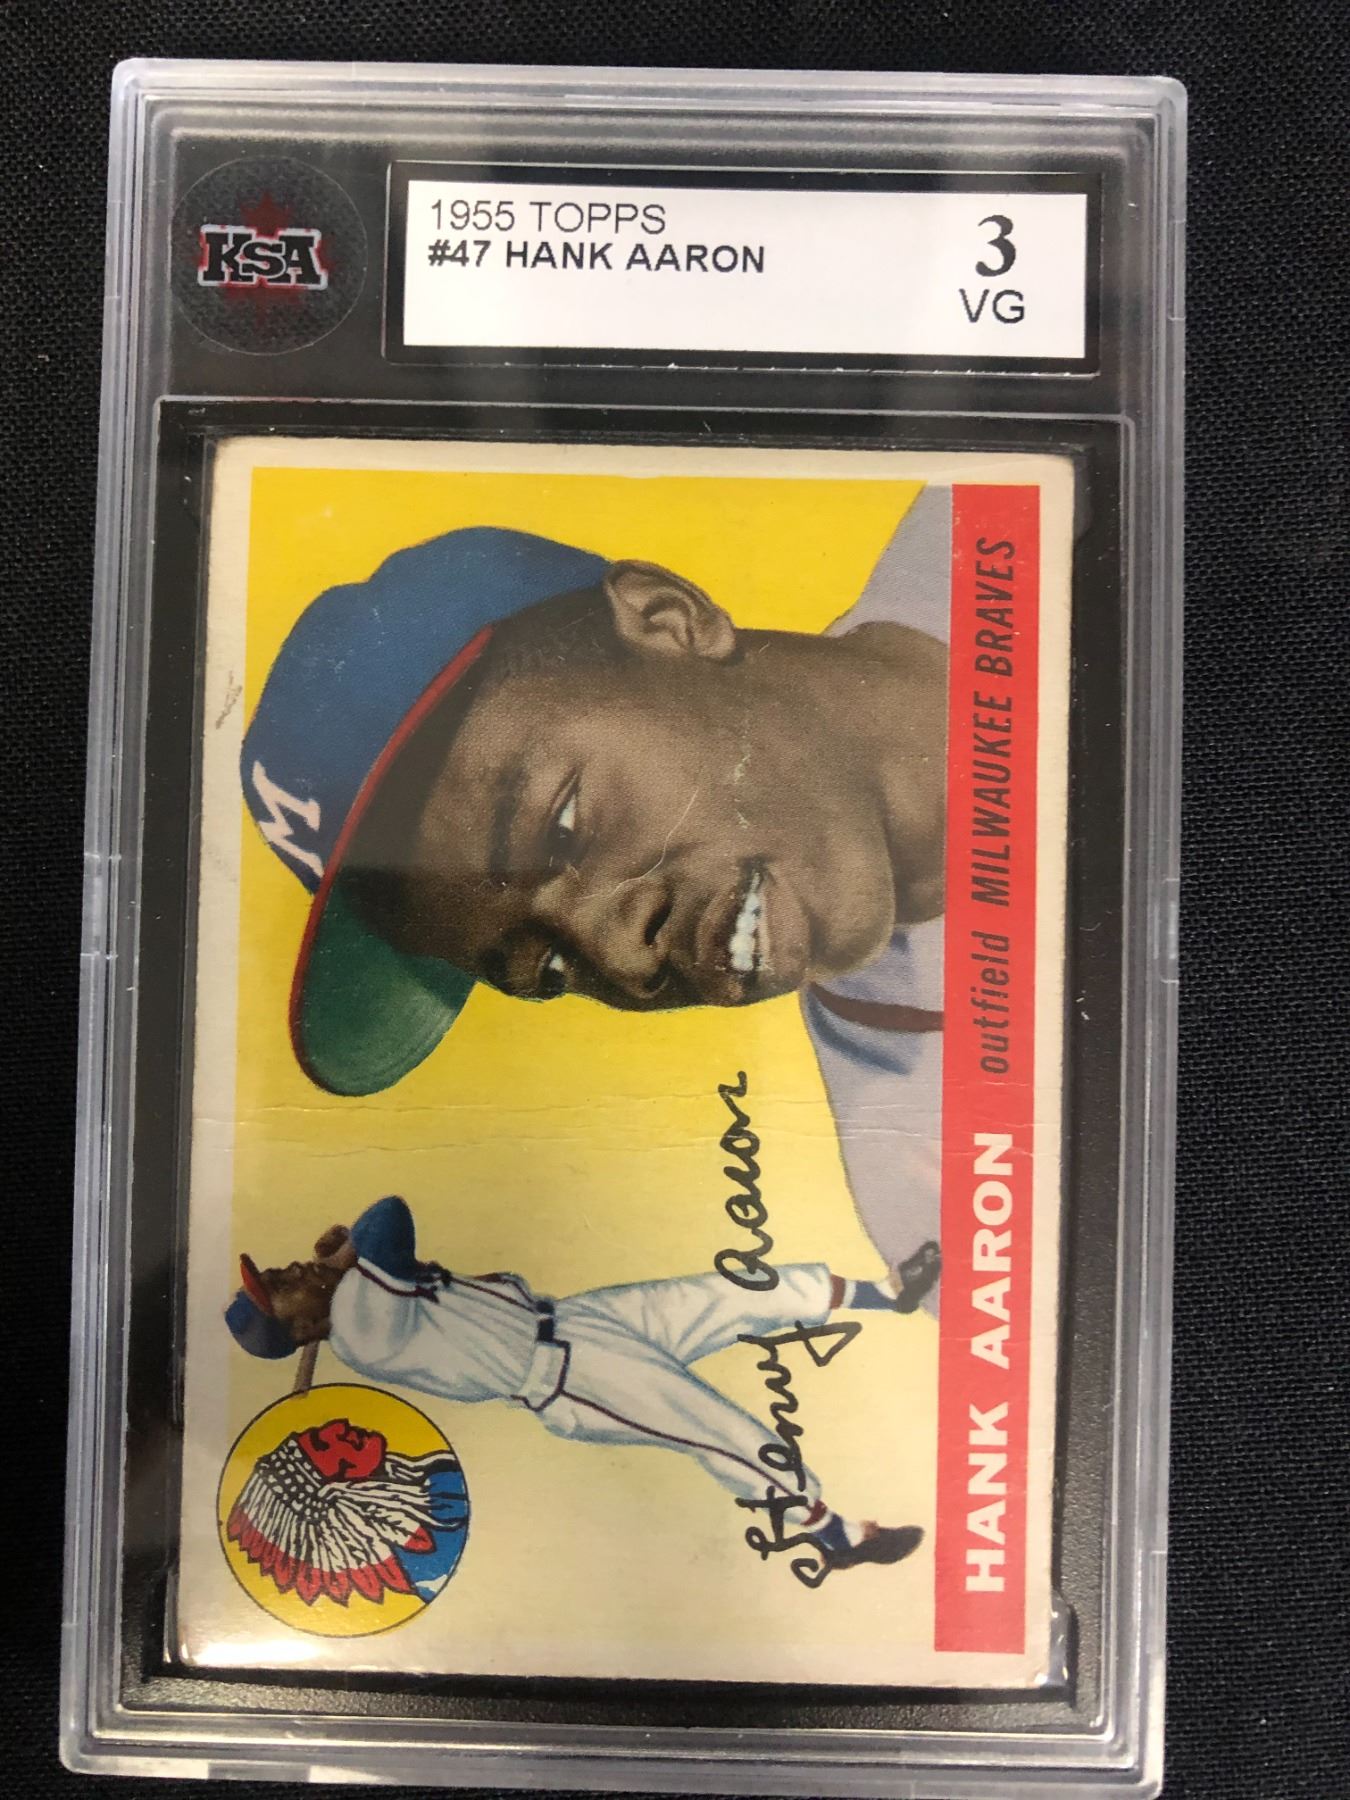 KSA
1955 TOPPS
#47 HANK AARON
3
VG
M
Henry Aaron
HANK AARON outfield MILWAUKEE BRAVES